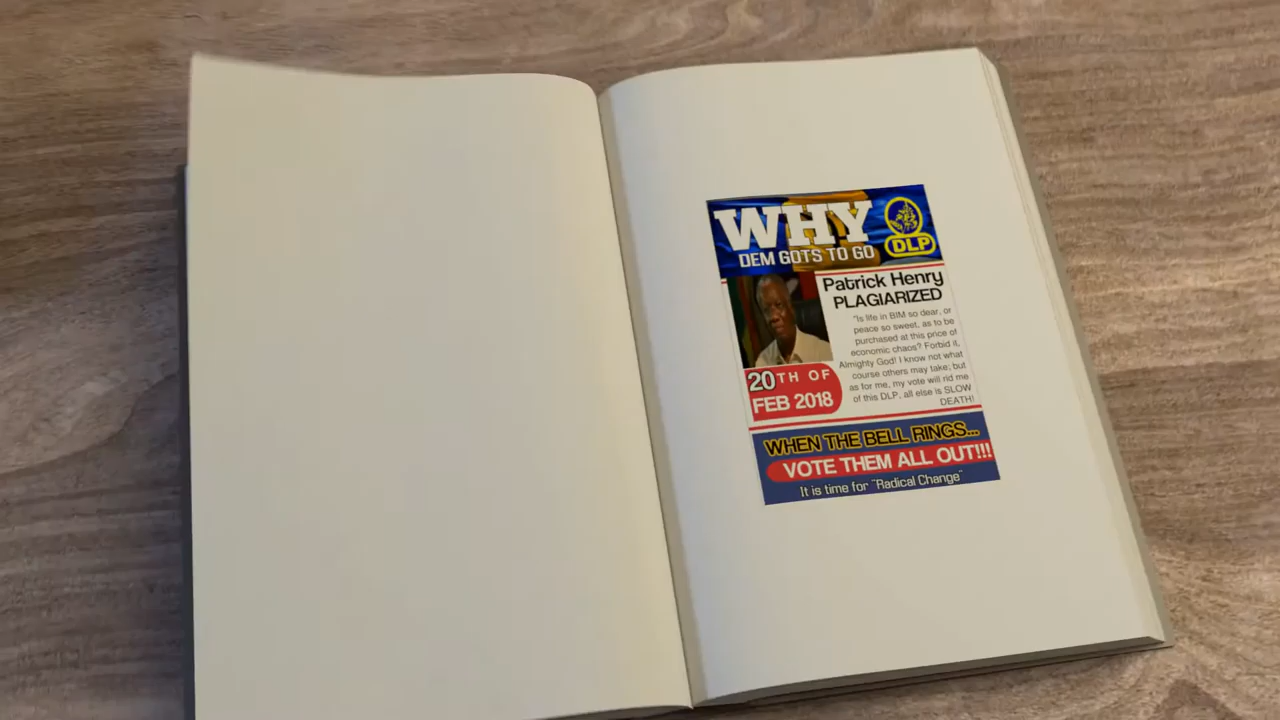 WHY
DEM GOTS TO GO
DLP
Patrick Henry
PLAGIARIZED
"Is life in BIM so dear, or
peace so sweet, as to be
purchased at this price of
economic chaos? Forbid it,
Almighty God! I know not what
course others may take; but
as for me, my vote will rid me
of this DLP, all else is SLOW
DEATH!
20TH OF
FEB 2018
WHEN THE BELL RINGS...
VOTE THEM ALL OUT!!!
It is time for "Radical Change"